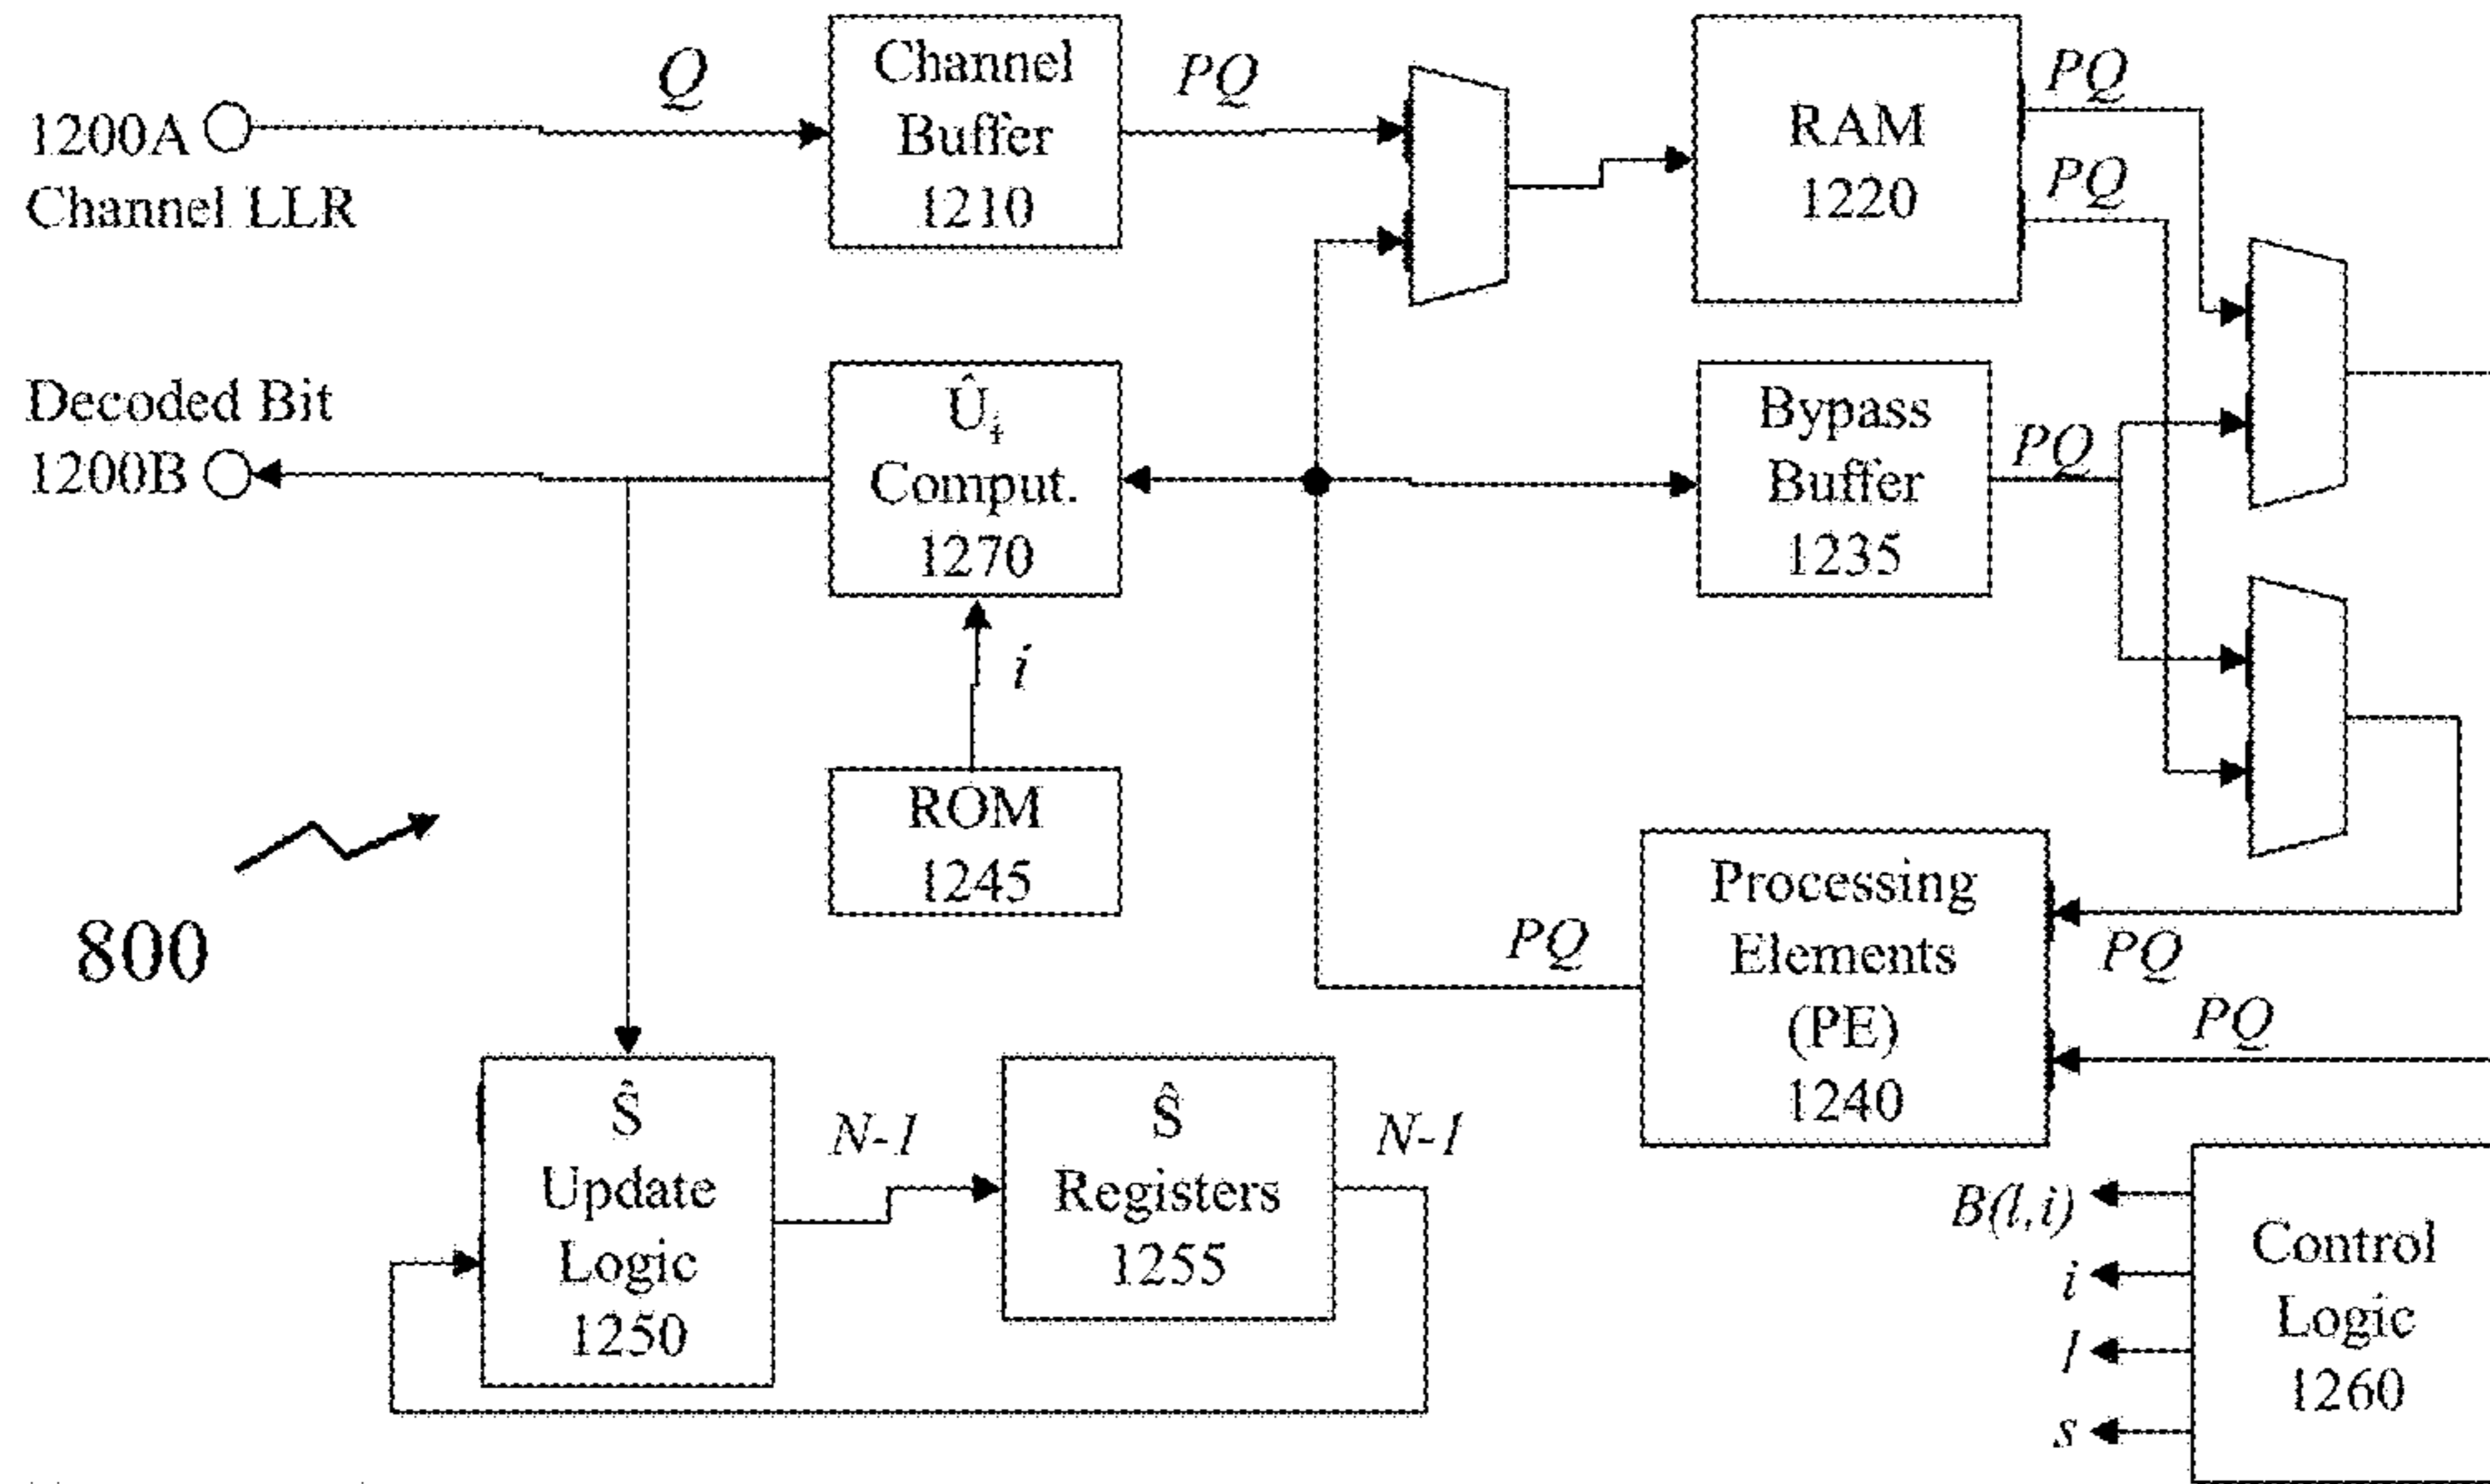 1200A
Channel LLR
Q
Channel
Buffer
1210
PQ
RAM
1220
PQ
PQ
Decoded Bit
1200B
Ûi
Comput.
1270
Bypass
Buffer
1235
PQ
i
ROM
1245
800
Processing
Elements
(PE)
1240
PQ
PQ
PQ
Ŝ
Update
Logic
1250
N-1
Ŝ
Registers
1255
N-1
B(l,i)
i
l
s
Control
Logic
1260